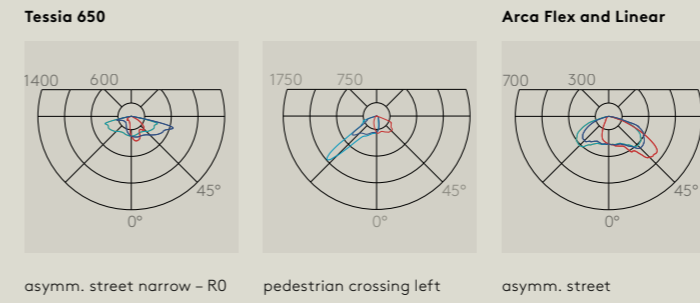 Tessia 650
Arca Flex and Linear
1400 600
1750 750
700 300
45°
45°
45°
0°
0°
0°
asymm. street narrow – R0
pedestrian crossing left
asymm. street